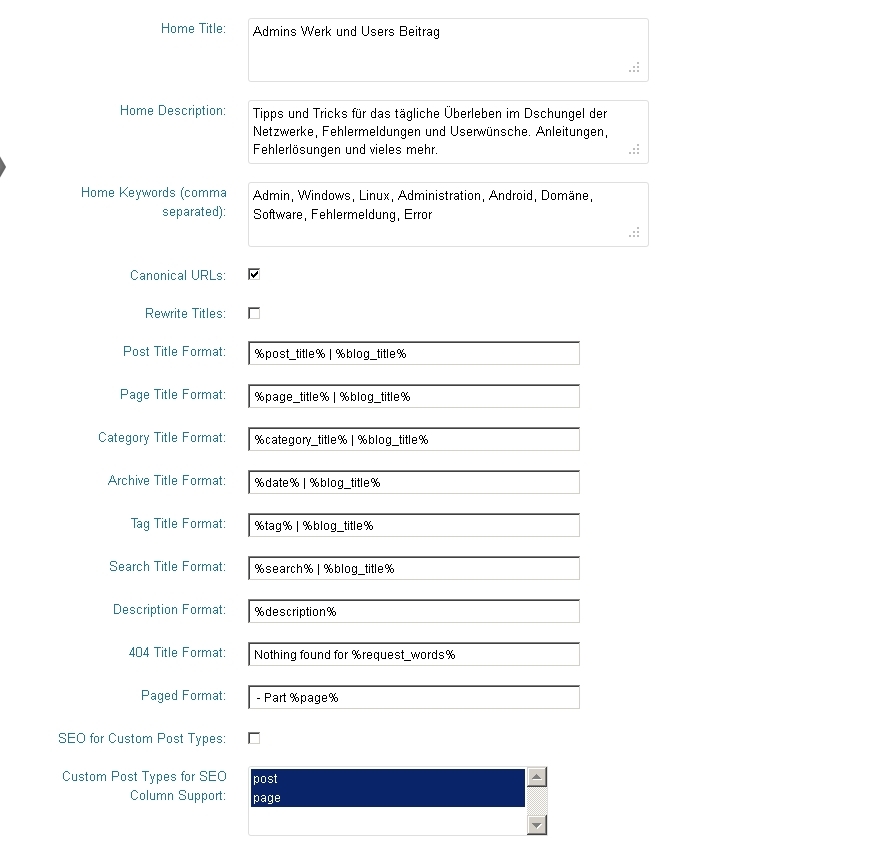 Home Title:
Admins Werk und Users Beitrag
Home Description:
Tipps und Tricks für das tägliche Überleben im Dschungel der
Netzwerke, Fehlermeldungen und Userwünsche. Anleitungen,
Fehlerlösungen und vieles mehr.
Home Keywords (comma
separated):
Admin, Windows, Linux, Administration, Android, Domäne,
Software, Fehlermeldung, Error
Canonical URLs:
Rewrite Titles:
Post Title Format:
%post_title% | %blog_title%
Page Title Format:
%page_title% | %blog_title%
Category Title Format:
%category_title% | %blog_title%
Archive Title Format:
%date% | %blog_title%
Tag Title Format:
%tag% | %blog_title%
Search Title Format:
%search% | %blog_title%
Description Format:
%description%
404 Title Format:
Nothing found for %request_words%
Paged Format:
- Part %page%
SEO for Custom Post Types:
Custom Post Types for SEO
Column Support:
post
page